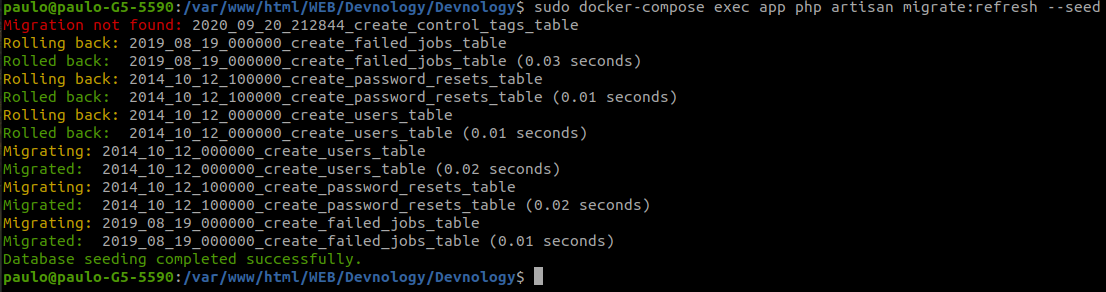 paulo@paulo-G5-5590:/var/www/html/WEB/Devnology/Devnology$ sudo docker-compose exec app php artisan migrate:refresh --seed
Migration not found: 2020_09_20_212844_create_control_tags_table
Rolling back: 2019_08_19_000000_create_failed_jobs_table
Rolled back:  2019_08_19_000000_create_failed_jobs_table (0.03 seconds)
Rolling back: 2014_10_12_100000_create_password_resets_table
Rolled back:  2014_10_12_100000_create_password_resets_table (0.01 seconds)
Rolling back: 2014_10_12_000000_create_users_table
Rolled back:  2014_10_12_000000_create_users_table (0.01 seconds)
Migrating: 2014_10_12_000000_create_users_table
Migrated:  2014_10_12_000000_create_users_table (0.02 seconds)
Migrating: 2014_10_12_100000_create_password_resets_table
Migrated:  2014_10_12_100000_create_password_resets_table (0.02 seconds)
Migrating: 2019_08_19_000000_create_failed_jobs_table
Migrated:  2019_08_19_000000_create_failed_jobs_table (0.01 seconds)
Database seeding completed successfully.
paulo@paulo-G5-5590:/var/www/html/WEB/Devnology/Devnology$